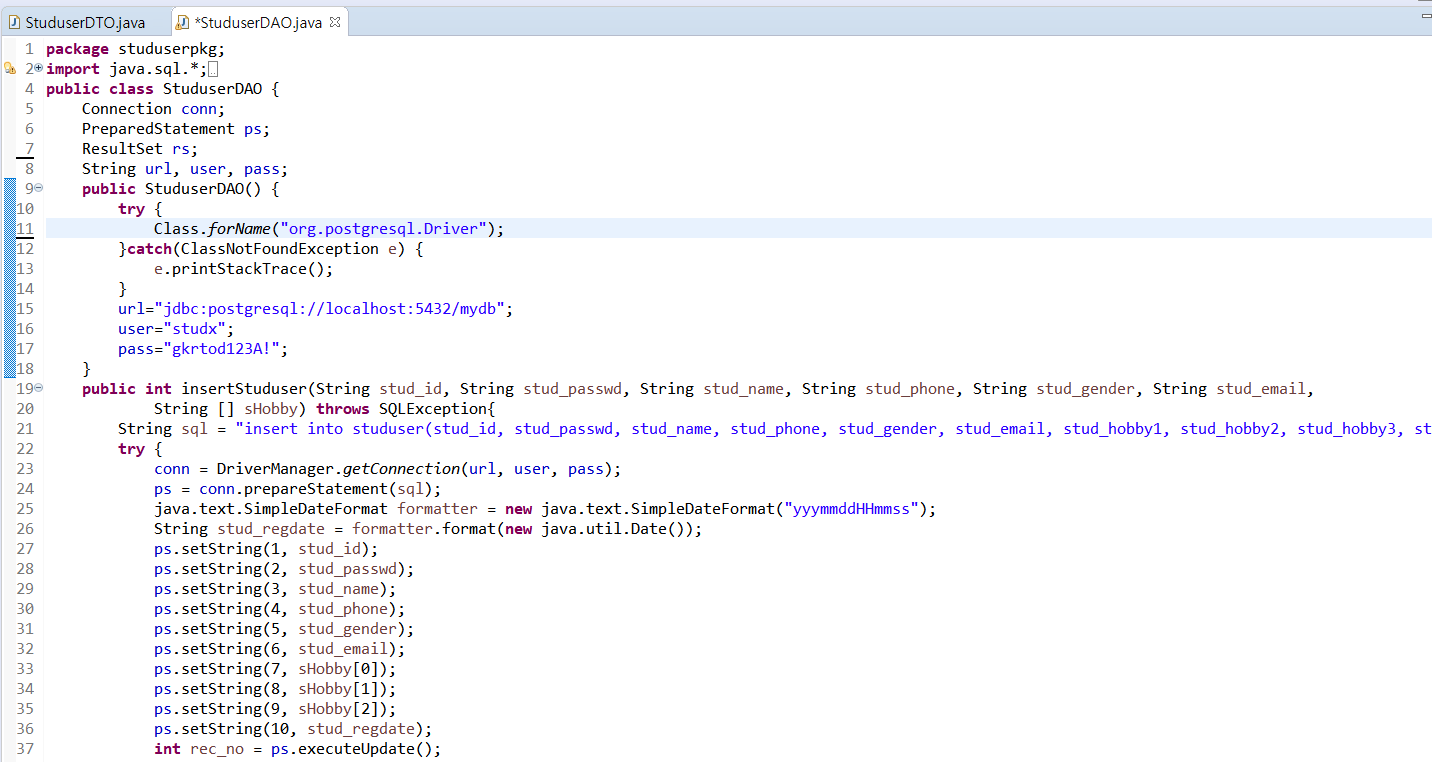 StuduserDTO.java *StuduserDAO.java
1 package studuserpkg;
2 import java.sql.*;
4 public class StuduserDAO {
5 Connection conn;
6 PreparedStatement ps;
7 ResultSet rs;
8 String url, user, pass;
9 public StuduserDAO() {
10 try {
11 Class.forName("org.postgresql.Driver");
12 }catch(ClassNotFoundException e) {
13 e.printStackTrace();
14 }
15 url="jdbc:postgresql://localhost:5432/mydb";
16 user="studx";
17 pass="gkrtod123A!";
18 }
19 public int insertStuduser(String stud_id, String stud_passwd, String stud_name, String stud_phone, String stud_gender, String stud_email,
20 String [] sHobby) throws SQLException{
21 String sql = "insert into studuser(stud_id, stud_passwd, stud_name, stud_phone, stud_gender, stud_email, stud_hobby1, stud_hobby2, stud_hobby3, st
22 try {
23 conn = DriverManager.getConnection(url, user, pass);
24 ps = conn.prepareStatement(sql);
25 java.text.SimpleDateFormat formatter = new java.text.SimpleDateFormat("yyymmddHHmmss");
26 String stud_regdate = formatter.format(new java.util.Date());
27 ps.setString(1, stud_id);
28 ps.setString(2, stud_passwd);
29 ps.setString(3, stud_name);
30 ps.setString(4, stud_phone);
31 ps.setString(5, stud_gender);
32 ps.setString(6, stud_email);
33 ps.setString(7, sHobby[0]);
34 ps.setString(8, sHobby[1]);
35 ps.setString(9, sHobby[2]);
36 ps.setString(10, stud_regdate);
37 int rec_no = ps.executeUpdate();